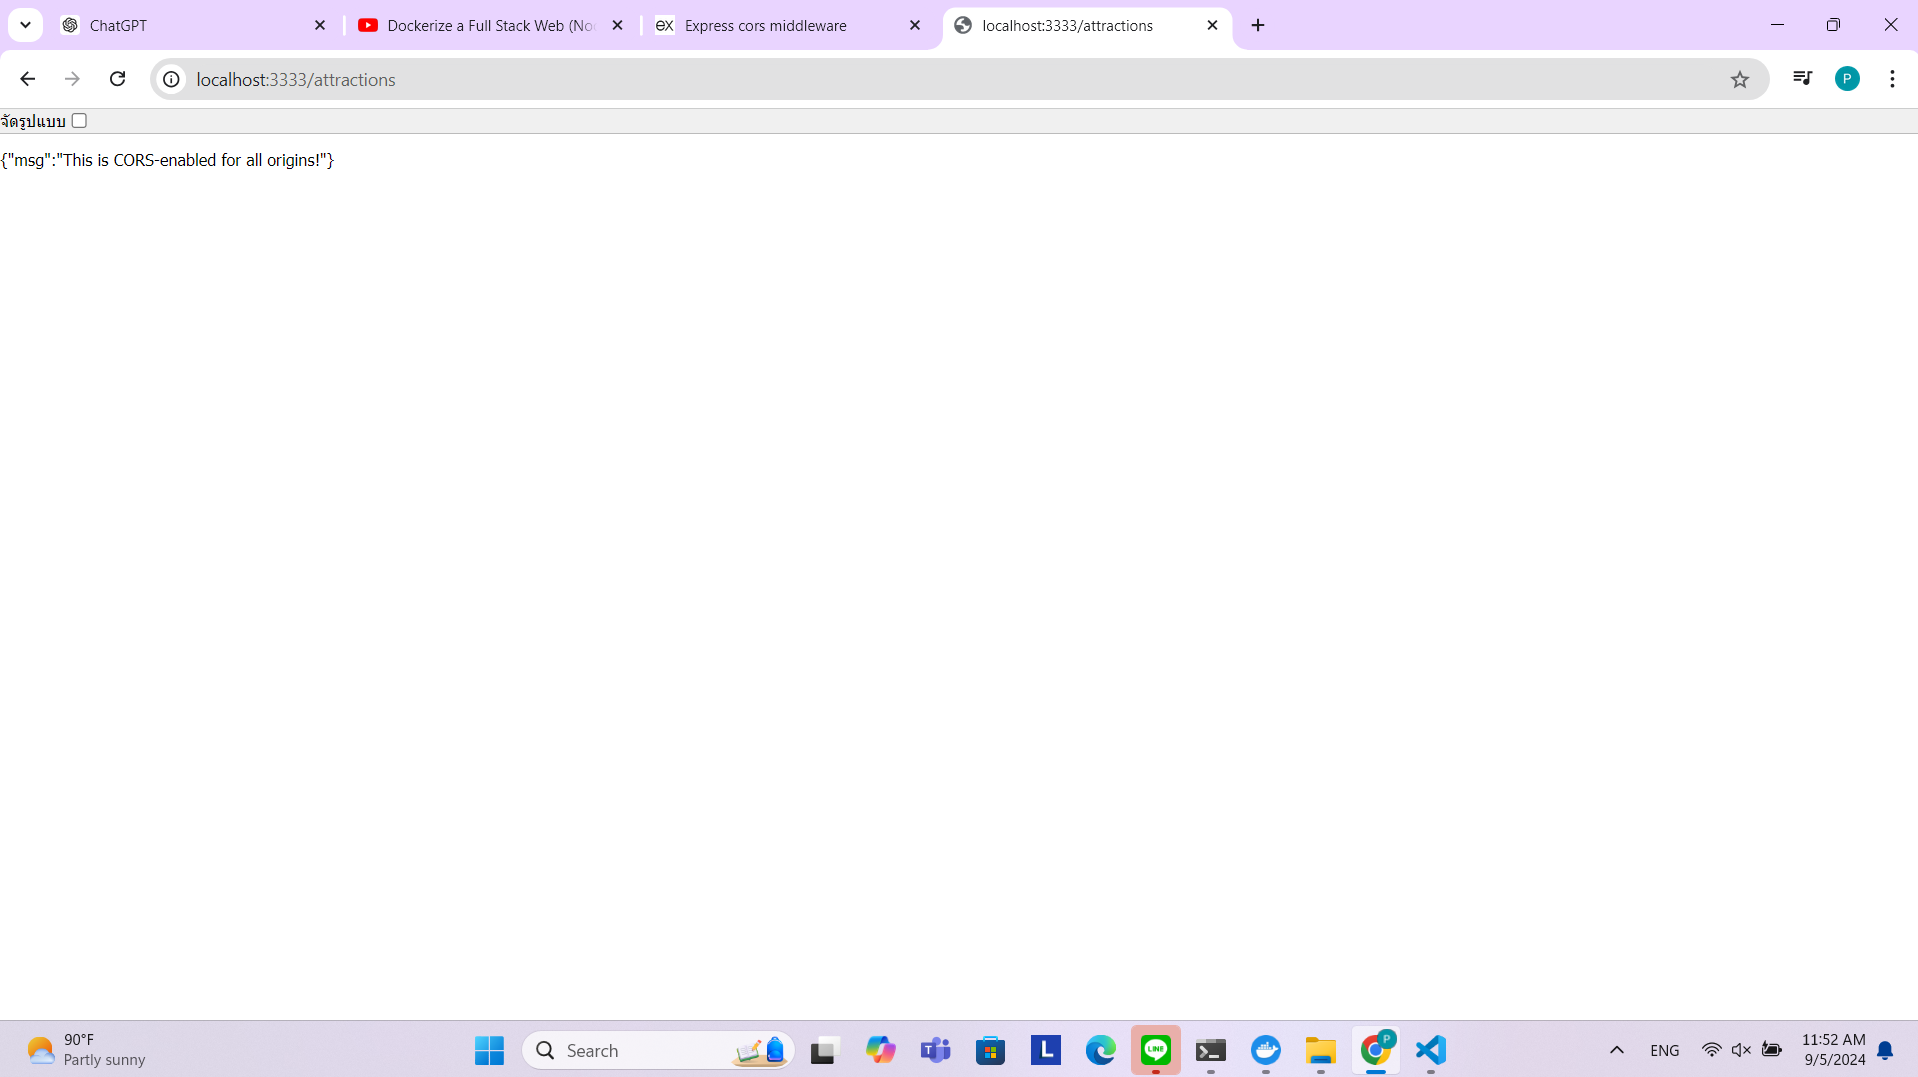 ChatGPT
Dockerize a Full Stack Web (No
Express cors middleware
localhost:3333/attractions
localhost:3333/attractions
P
จัดรูปแบบ
{"msg":"This is CORS-enabled for all origins!"}
90°F
Partly sunny
Search
L
LINE
P
ENG
11:52 AM
9/5/2024